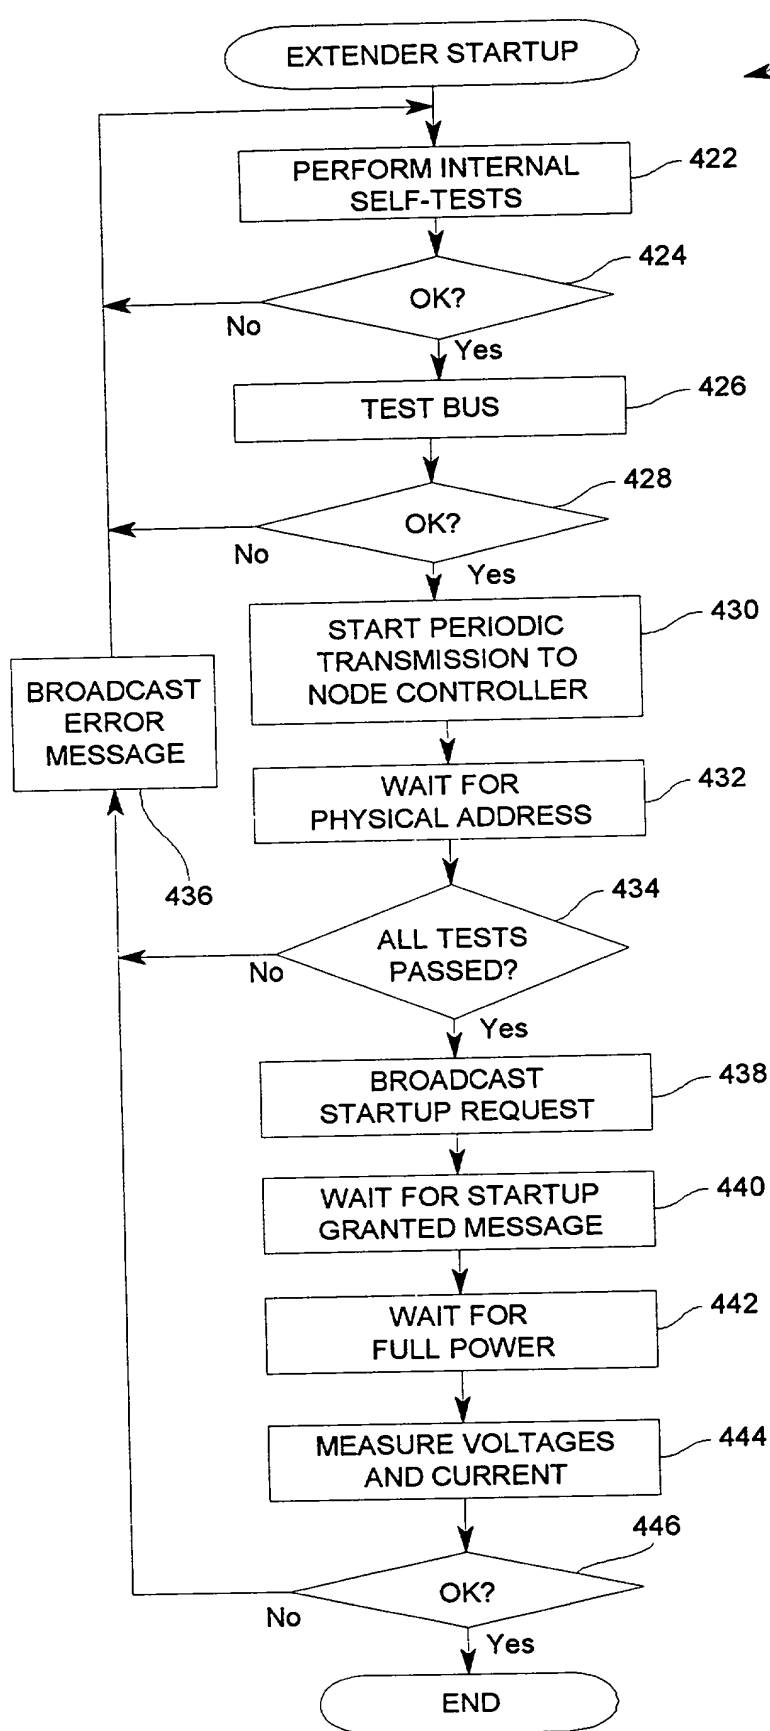 EXTENDER STARTUP
PERFORM INTERNAL
SELF-TESTS
422
OK?
424
No
Yes
TEST BUS
426
OK?
428
No
Yes
START PERIODIC
TRANSMISSION TO
NODE CONTROLLER
430
BROADCAST
ERROR
MESSAGE
436
WAIT FOR
PHYSICAL ADDRESS
432
ALL TESTS
PASSED?
434
No
Yes
BROADCAST
STARTUP REQUEST
438
WAIT FOR STARTUP
GRANTED MESSAGE
440
WAIT FOR
FULL POWER
442
MEASURE VOLTAGES
AND CURRENT
444
OK?
446
No
Yes
END